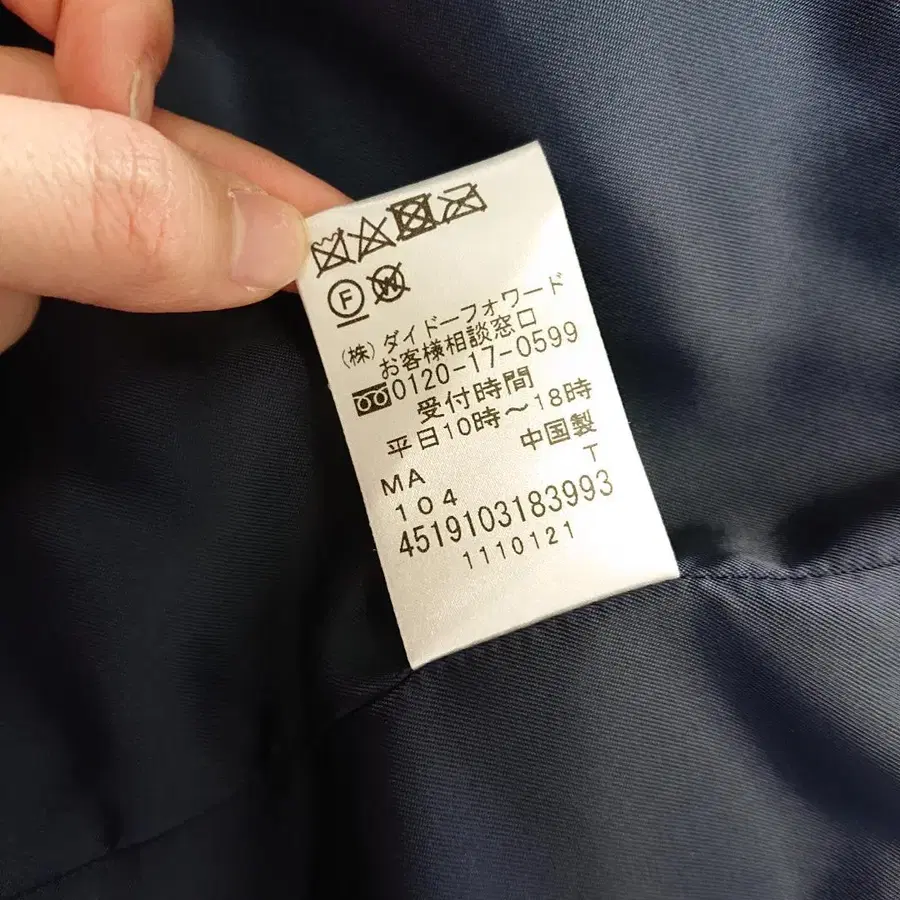 F W
(株)ダイドーフォワード
お客様相談窓口
0120-17-0599
受付時間
平日10時〜18時
中国製
MA T
104
4519103183993
1110121